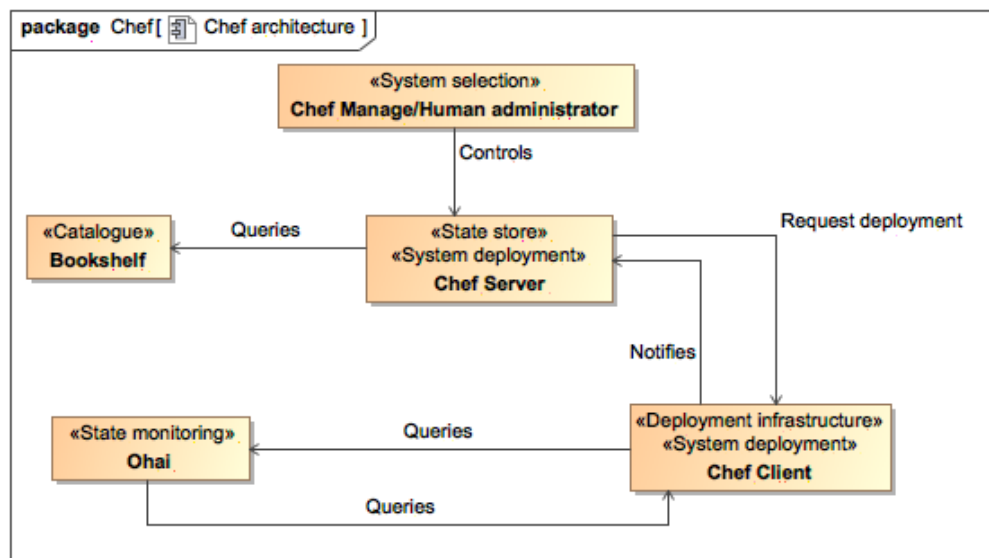 package Chef[ Chef architecture ]
«System selection»
Chef Manage/Human administrator
Controls
«Catalogue»
Bookshelf
Queries
«State store»
«System deployment»
Chef Server
Request deployment
Notifies
«State monitoring»
Ohai
Queries
«Deployment infrastructure»
«System deployment»
Chef Client
Queries